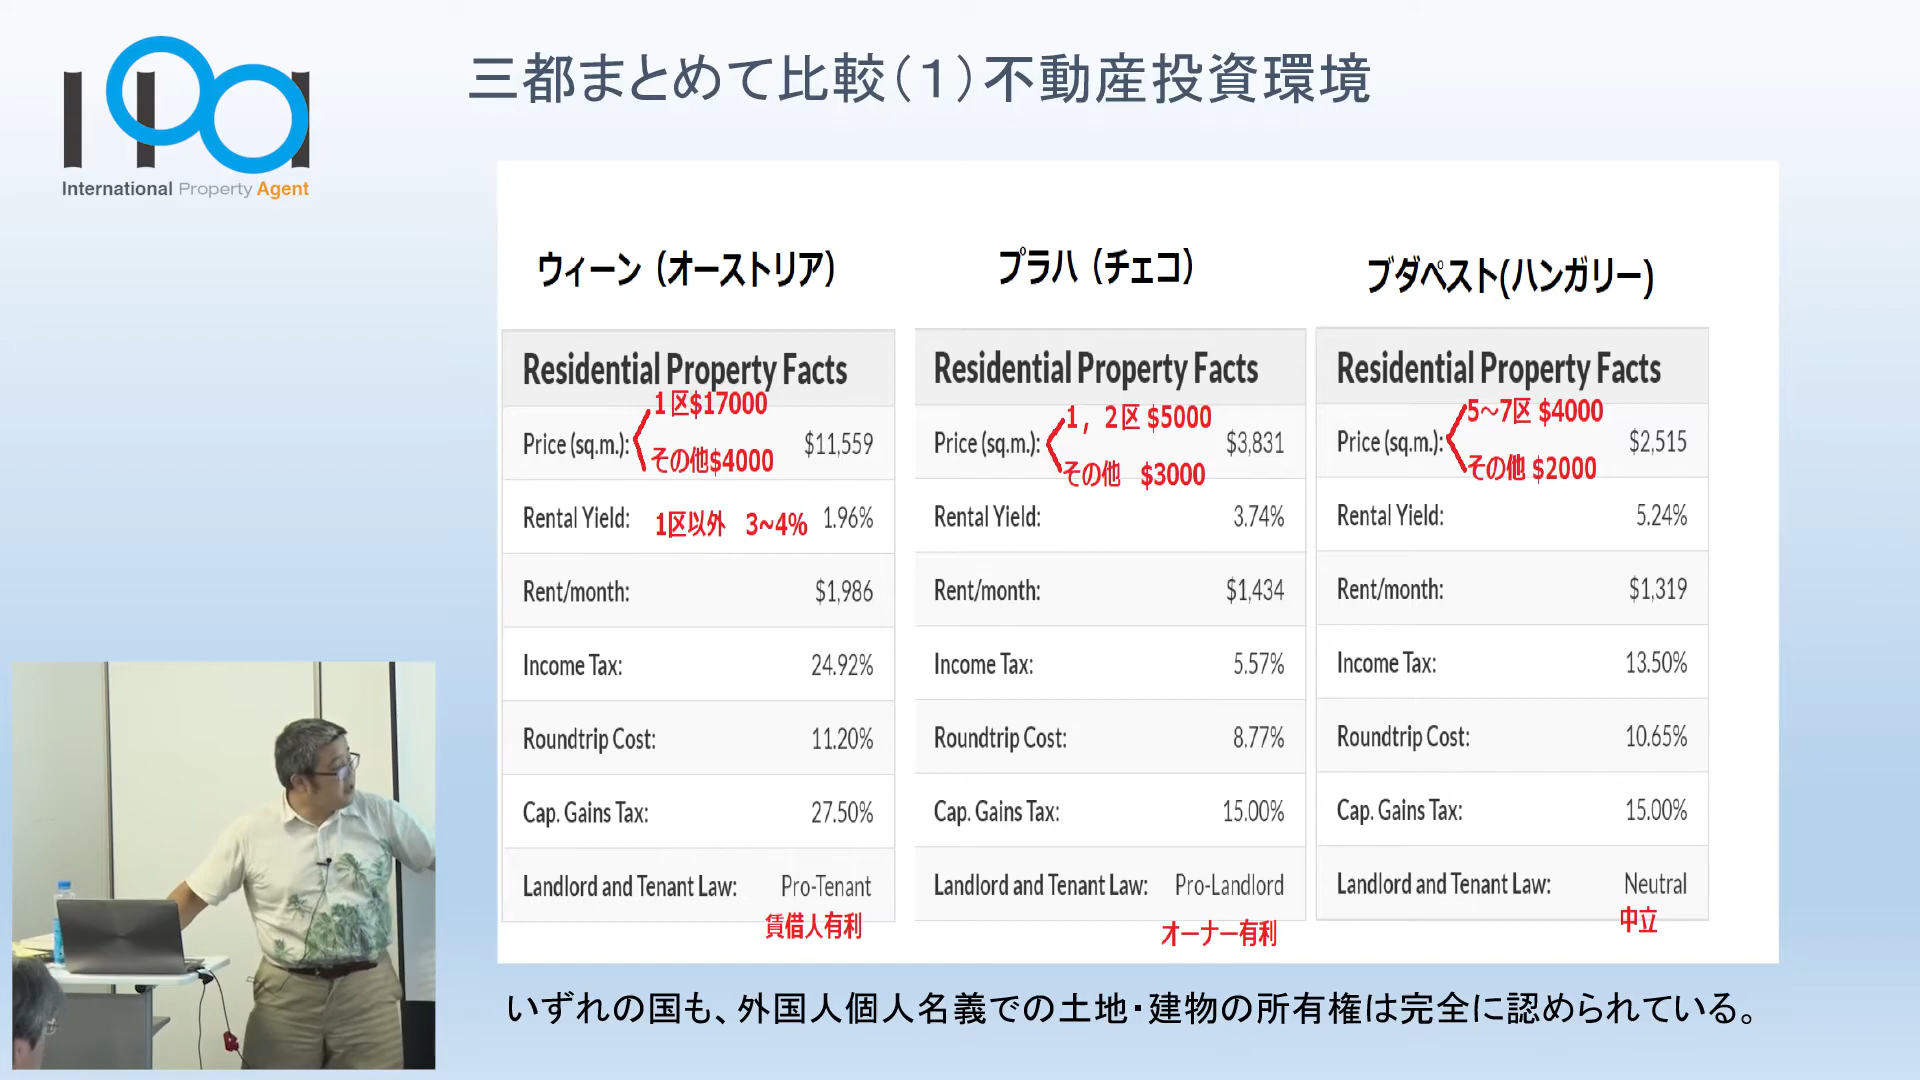 International Property Agent
三都まとめて比較(1)不動産投資環境
ウィーン(オーストリア)
Residential Property Facts
Price (sq.m.): $11,559
1区$17000
その他$4000
Rental Yield: 1区以外 3~4% 1.96%
Rent/month: $1,986
Income Tax: 24.92%
Roundtrip Cost: 11.20%
Cap. Gains Tax: 27.50%
Landlord and Tenant Law: Pro-Tenant
賃借人有利
プラハ(チェコ)
Residential Property Facts
Price (sq.m.): $3,831
1，2区 $5000
その他 $3000
Rental Yield: 3.74%
Rent/month: $1,434
Income Tax: 5.57%
Roundtrip Cost: 8.77%
Cap. Gains Tax: 15.00%
Landlord and Tenant Law: Pro-Landlord
オーナー有利
ブダペスト(ハンガリー)
Residential Property Facts
Price (sq.m.): $2,515
5～7区 $4000
その他 $2000
Rental Yield: 5.24%
Rent/month: $1,319
Income Tax: 13.50%
Roundtrip Cost: 10.65%
Cap. Gains Tax: 15.00%
Landlord and Tenant Law: Neutral
中立
いずれの国も、外国人個人名義での土地・建物の所有権は完全に認められている。